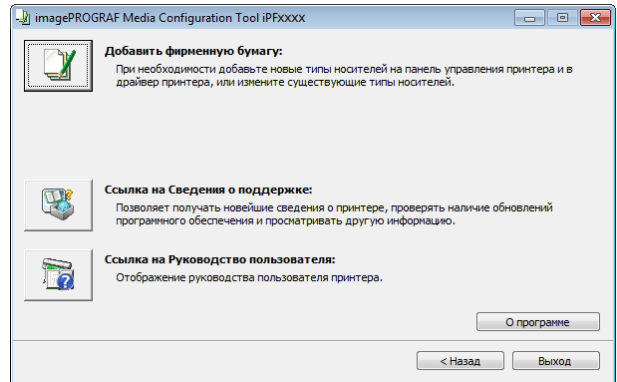 imagePROGRAF Media Configuration Tool iPFxxxx
Добавить фирменную бумагу:
При необходимости добавьте новые типы носителей на панель управления принтера и в
драйвер принтера, или измените существующие типы носителей.
Ссылка на Сведения о поддержке:
Позволяет получать новейшие сведения о принтере, проверять наличие обновлений
программного обеспечения и просматривать другую информацию.
Ссылка на Руководство пользователя:
Отображение руководства пользователя принтера.
О программе
< Назад
Выход